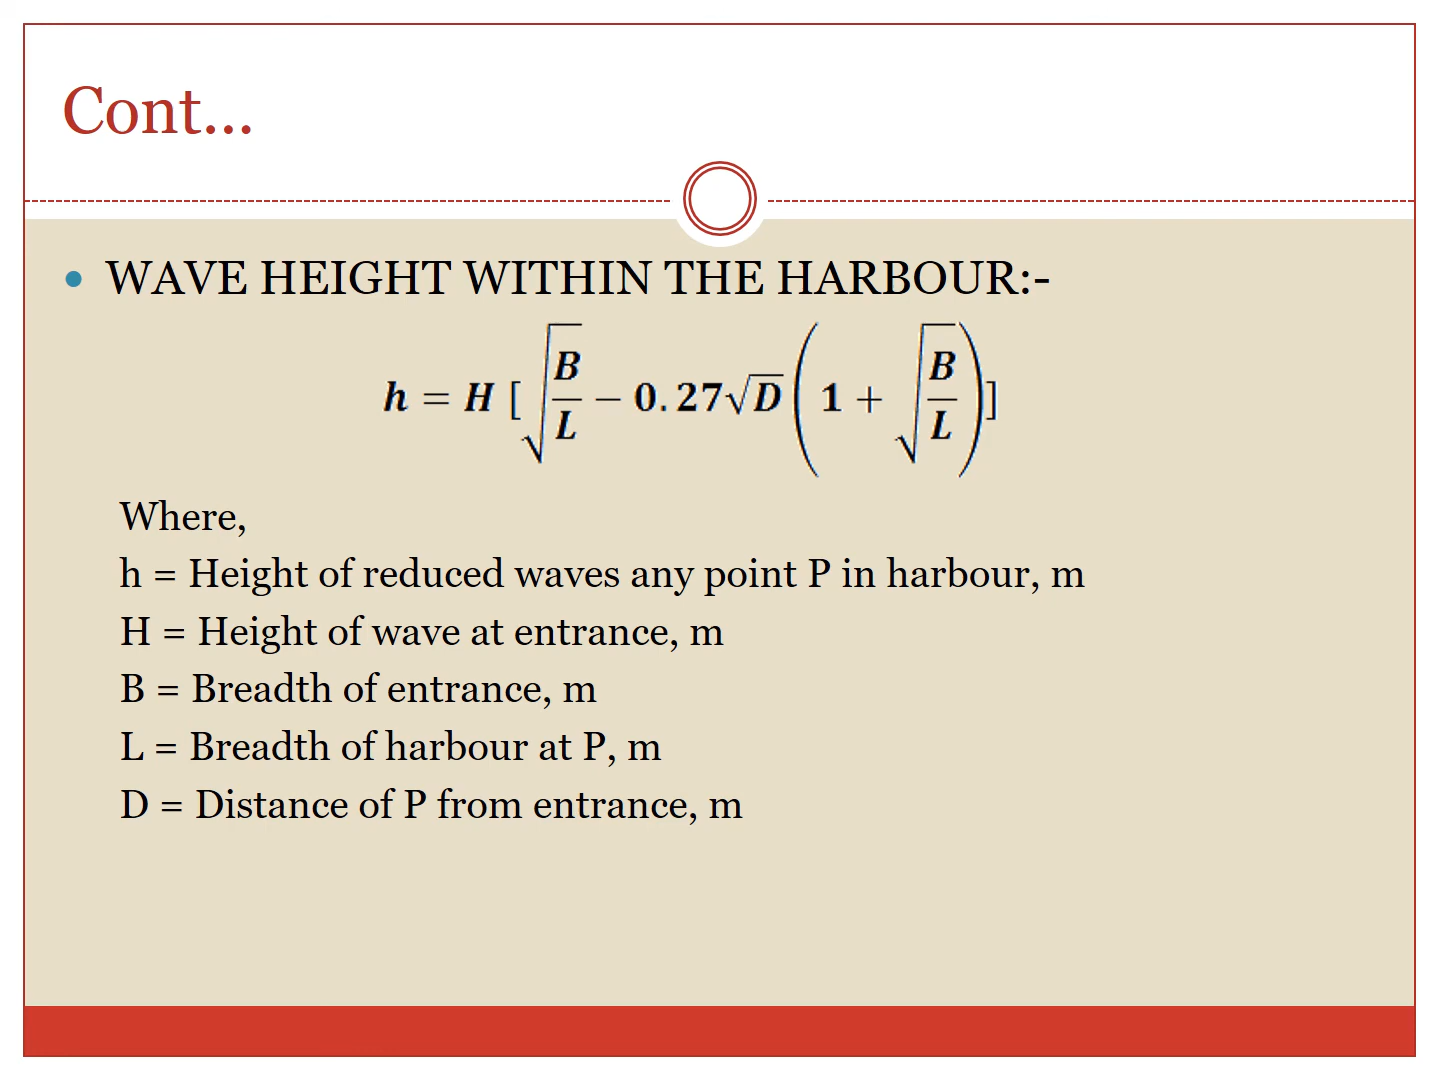 Cont...
WAVE HEIGHT WITHIN THE HARBOUR:-
h = H [√(B/L) − 0.27√D (1 + √(B/L))]
Where,
h = Height of reduced waves any point P in harbour, m
H = Height of wave at entrance, m
B = Breadth of entrance, m
L = Breadth of harbour at P, m
D = Distance of P from entrance, m